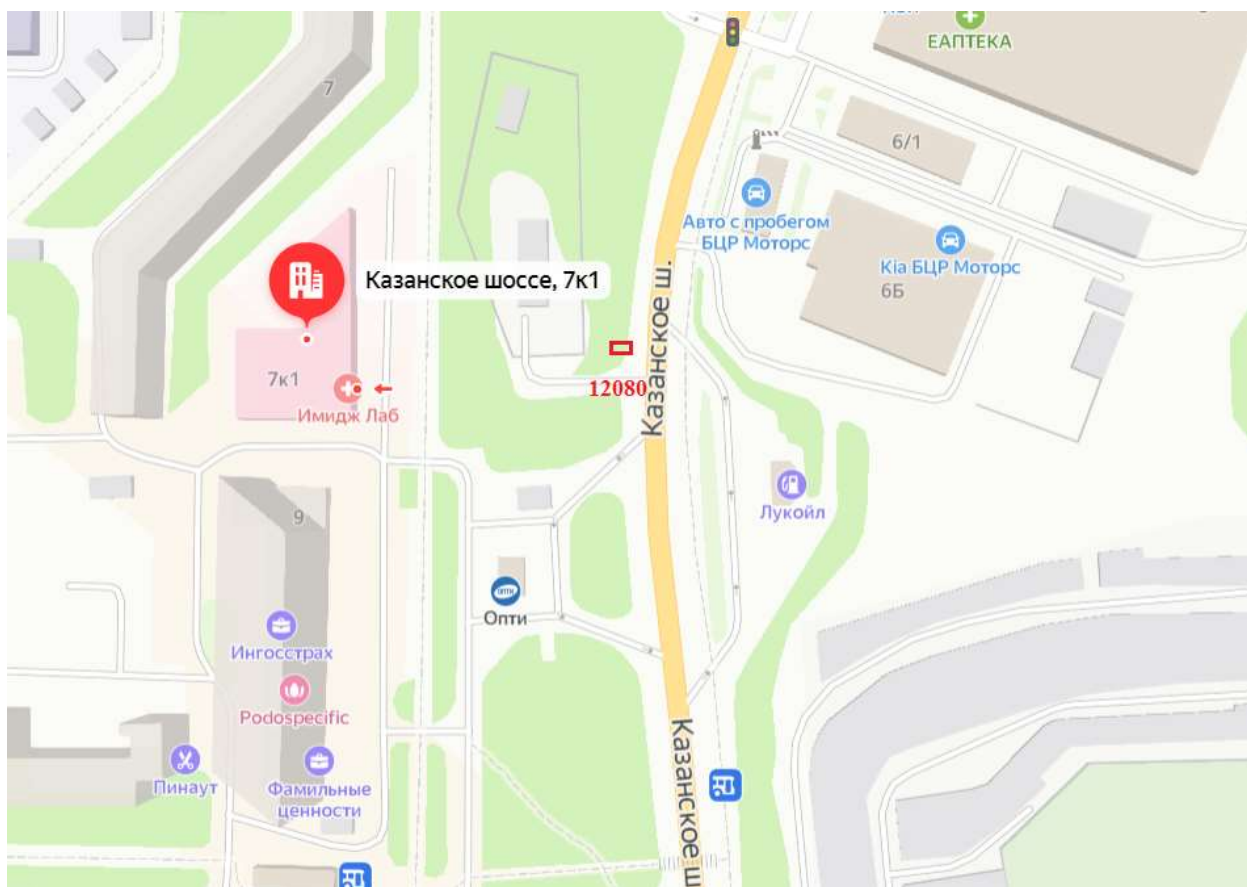 ЕАПТЕКА
7
6/1
Авто с пробегом
БЦР Моторс
Kia БЦР Моторс
6Б
Казанское шоссе, 7к1
Казанское ш.
7к1
12080
Имидж Лаб
Лукойл
9
Опти
Ингосстрах
Podospecific
Пинаут
Фамильные
ценности
Казанское ш